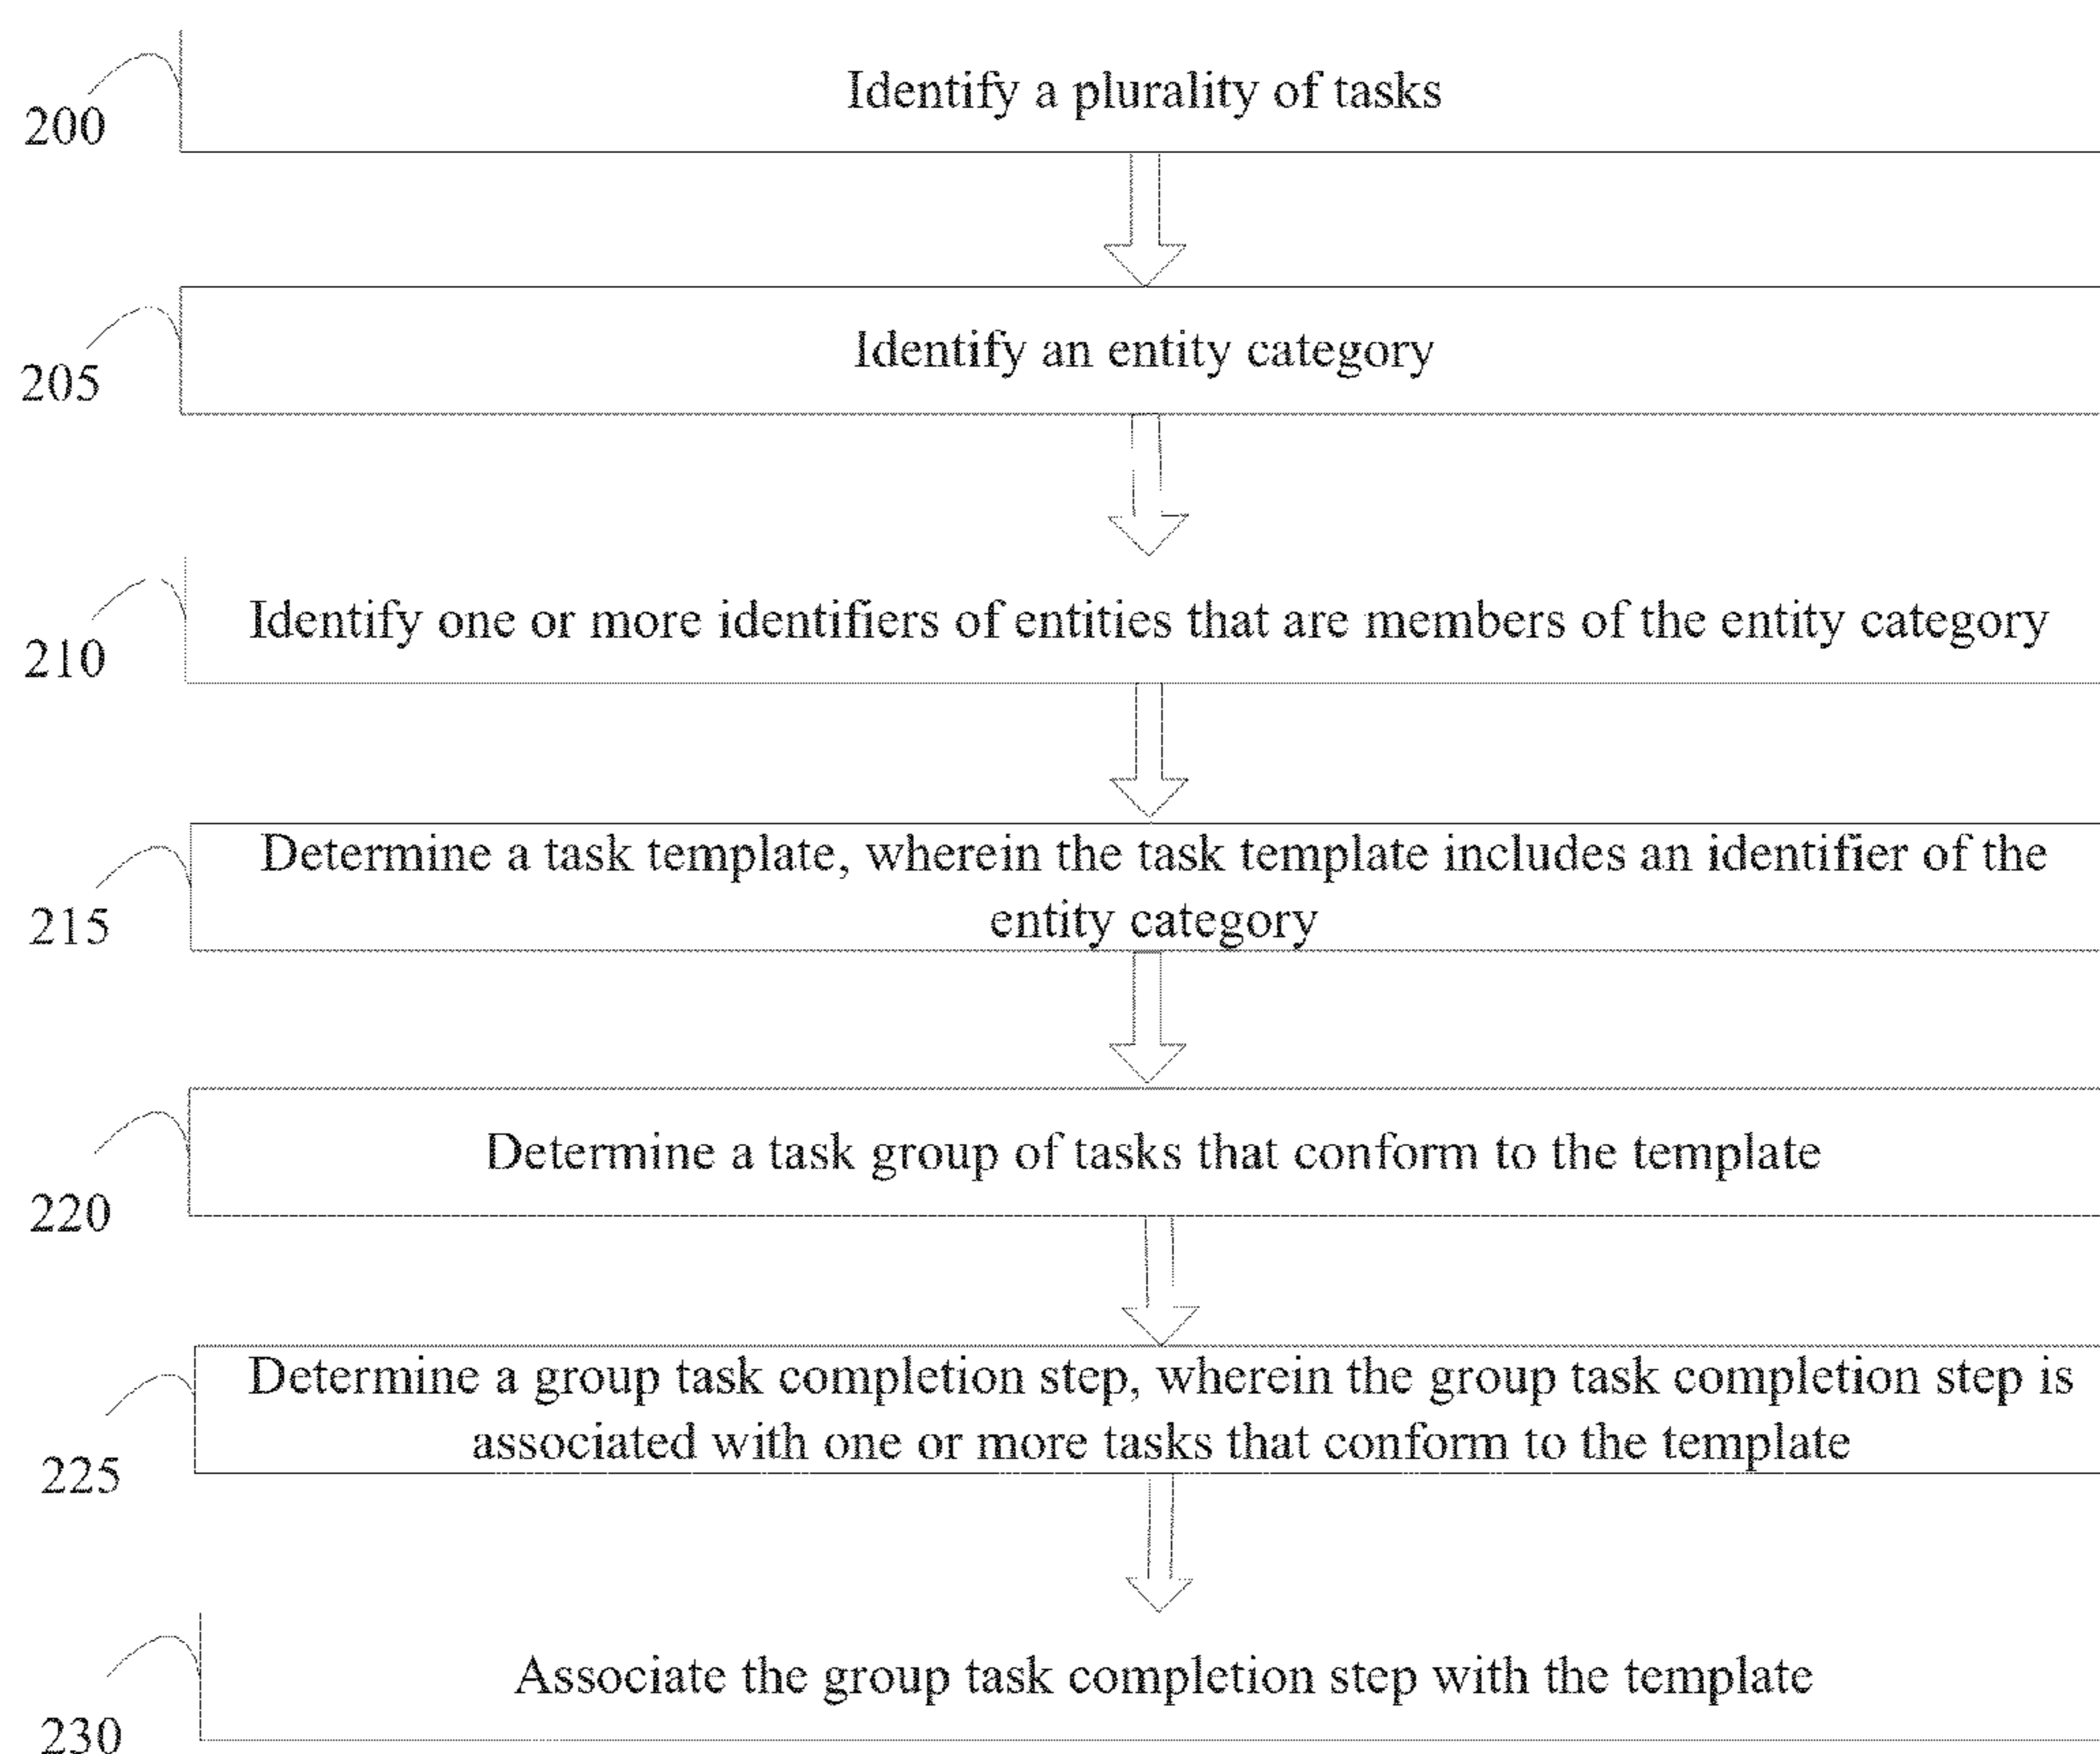 Identify a plurality of tasks
200
Identify an entity category
205
Identify one or more identifiers of entities that are members of the entity category
210
Determine a task template, wherein the task template includes an identifier of the
entity category
215
Determine a task group of tasks that conform to the template
220
Determine a group task completion step, wherein the group task completion step is
associated with one or more tasks that conform to the template
225
Associate the group task completion step with the template
230